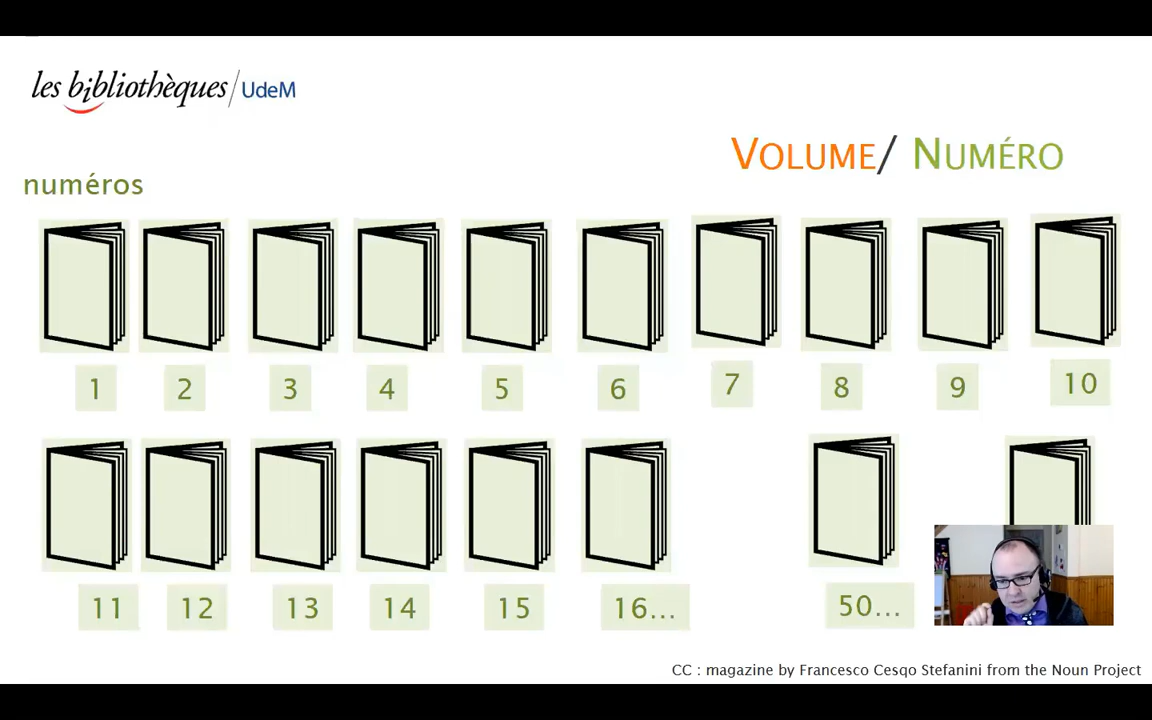 les bibliothèques/UdeM
VOLUME/ NUMÉRO
numéros
1 2 3 4 5 6 7 8 9 10
11 12 13 14 15 16... 50...
CC : magazine by Francesco Cesqo Stefanini from the Noun Project